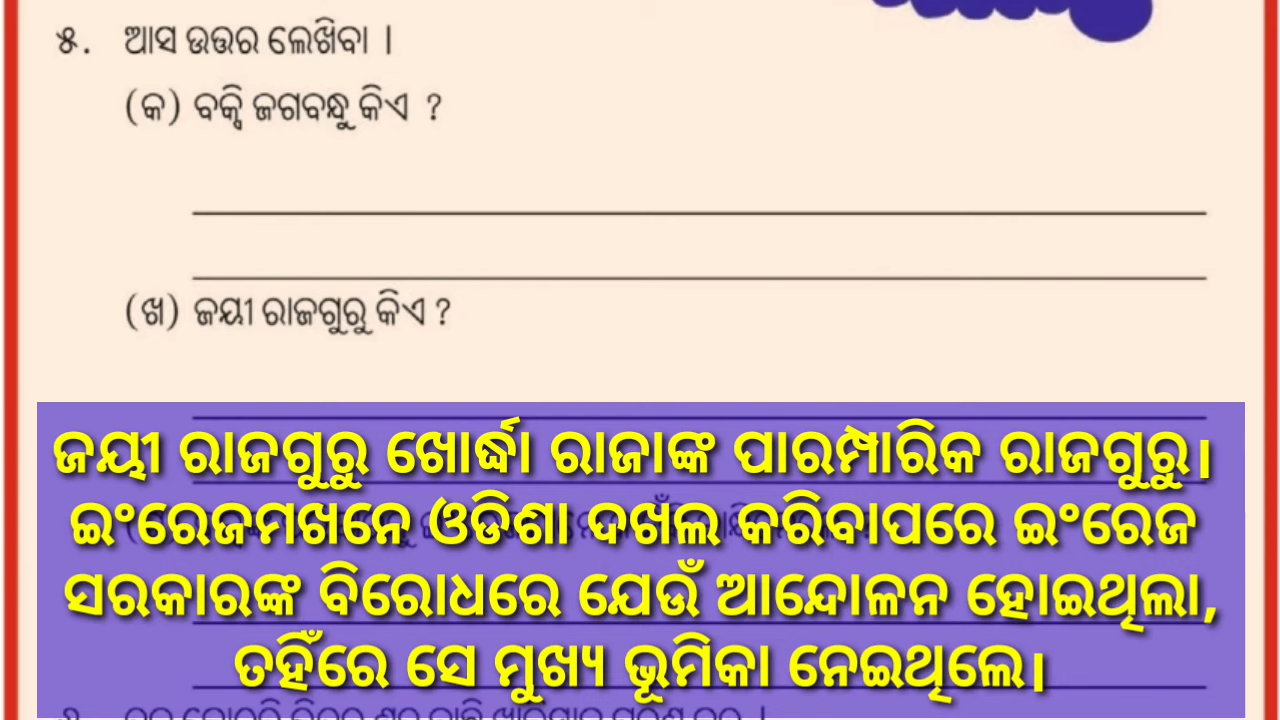 ୫. ଆସ ଉତ୍ତର ଲେଖିବା ।
(କ) ବକ୍ସି ଜଗବନ୍ଧୁ କିଏ ?
(ଖ) ଜୟୀ ରାଜଗୁରୁ କିଏ ?
ଜୟୀ ରାଜଗୁରୁ ଖୋର୍ଦ୍ଧା ରାଜାଙ୍କ ପାରମ୍ପାରିକ ରାଜଗୁରୁ।
ଇଂରେଜମଖନେ ଓଡିଶା ଦଖଲ କରିବାପରେ ଇଂରେଜ
ସରକାରଙ୍କ ବିରୋଧରେ ଯେଉଁ ଆନ୍ଦୋଳନ ହୋଇଥିଲା,
ତହିଁରେ ସେ ମୁଖ୍ୟ ଭୂମିକା ନେଇଥିଲେ।